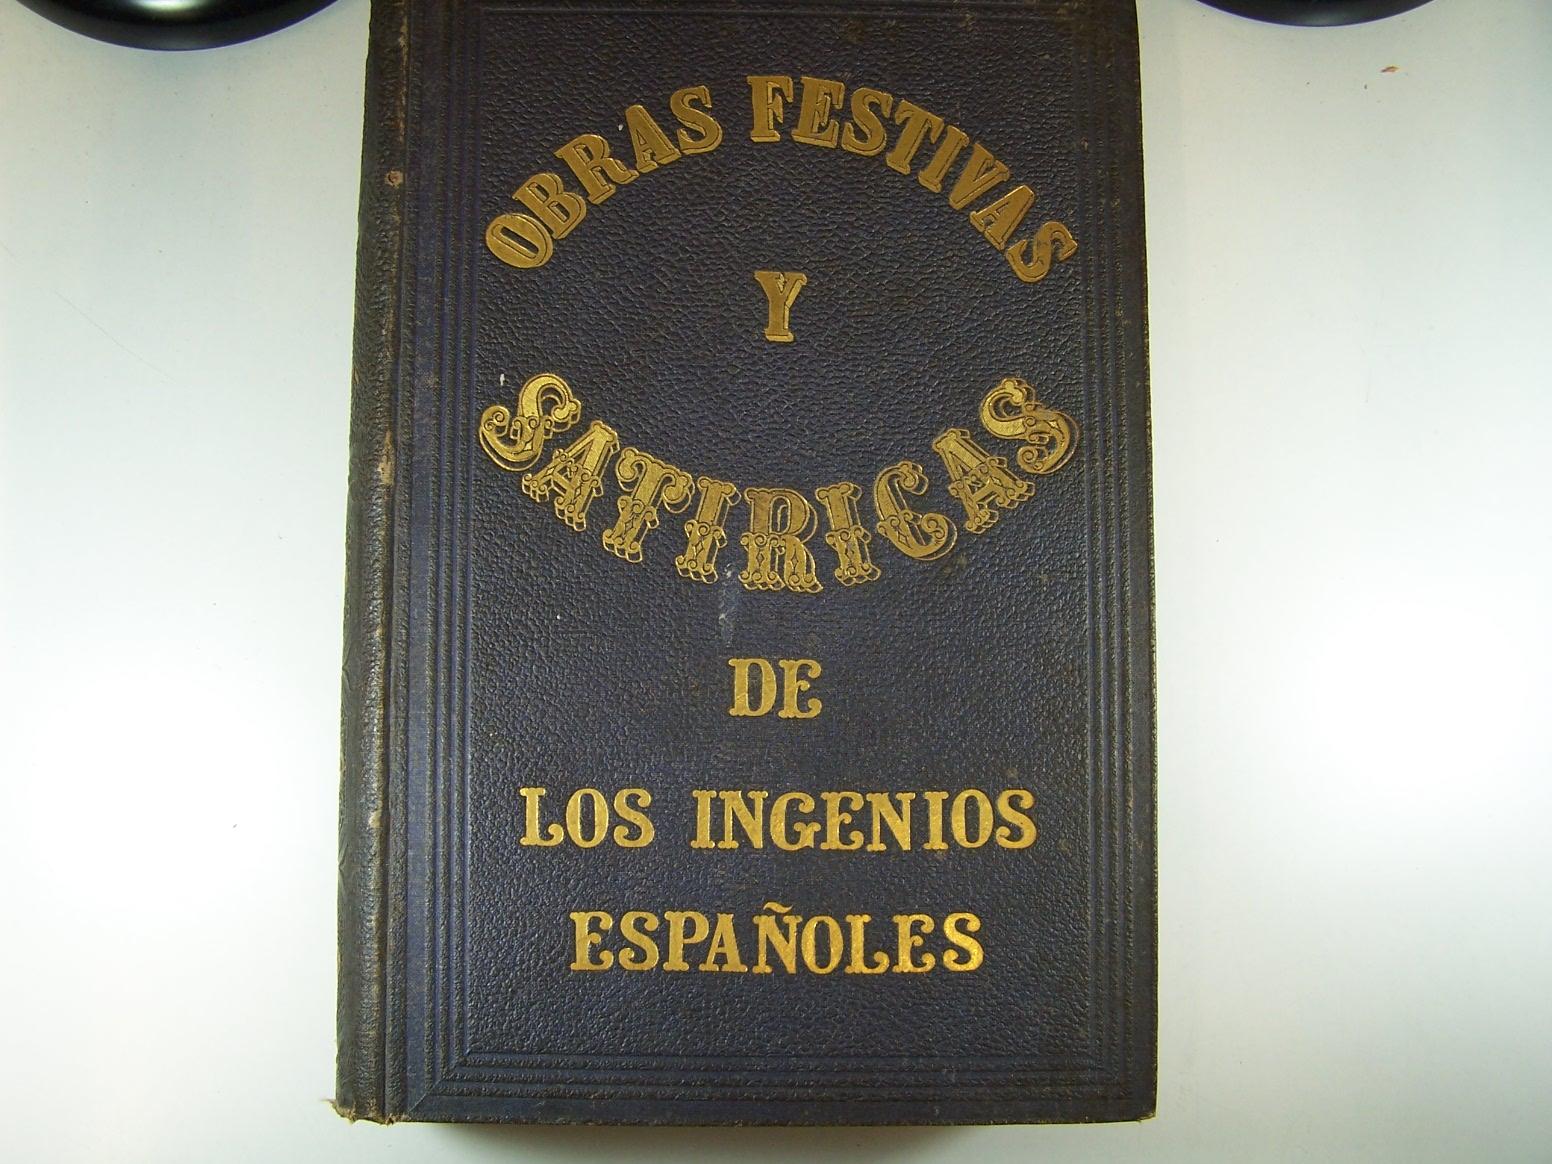 OBRAS FESTIVAS
Y
SATIRICAS
DE
LOS INGENIOS
ESPAÑOLES